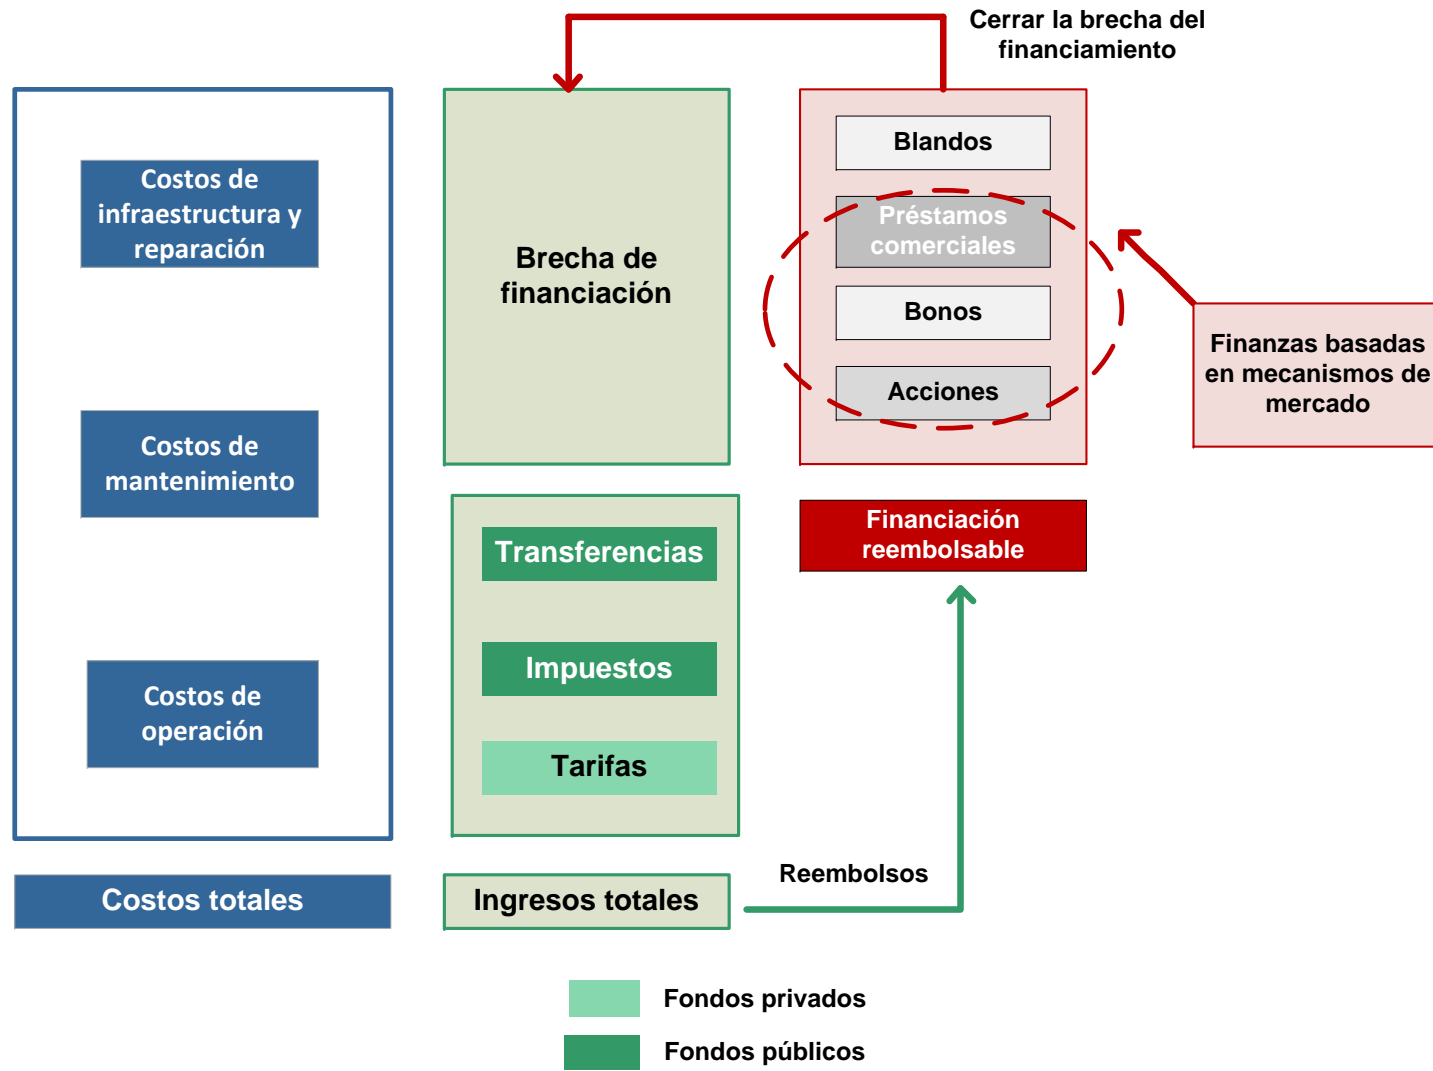 Cerrar la brecha del
financiamiento
Costos de
infraestructura y
reparación
Costos de
mantenimiento
Costos de
operación
Costos totales
Brecha de
financiación
Transferencias
Impuestos
Tarifas
Ingresos totales
Blandos
Préstamos
comerciales
Bonos
Acciones
Financiación
reembolsable
Finanzas basadas
en mecanismos de
mercado
Reembolsos
Fondos privados
Fondos públicos